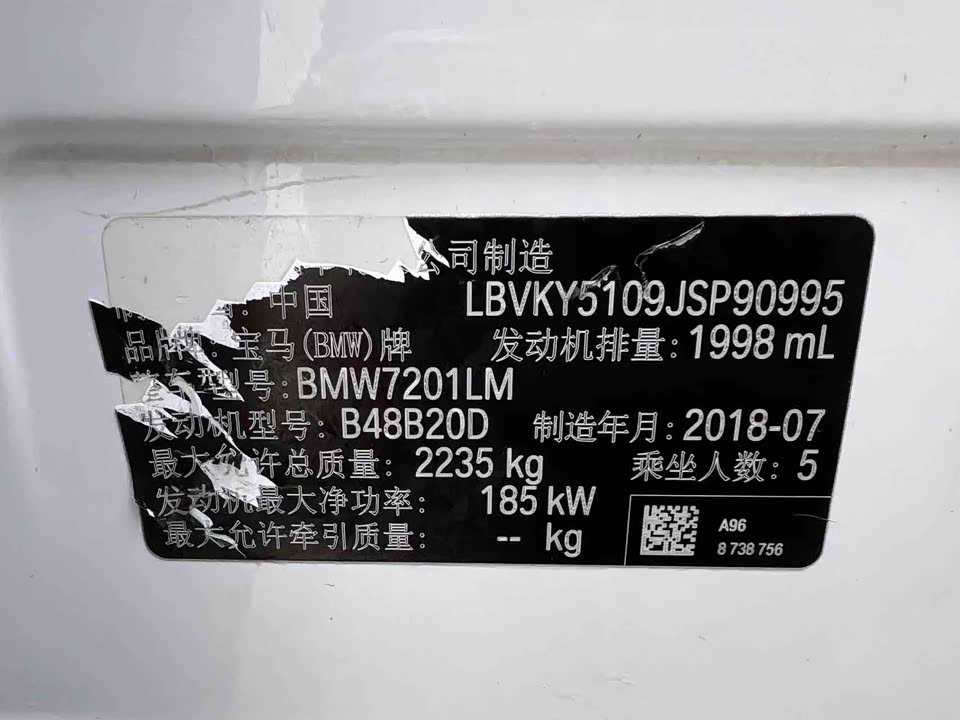 公司制造
国: 中国 LBVKY5109JSP90995
品牌: 宝马(BMW)牌 发动机排量: 1998 mL
整车型号: BMW7201LM
发动机型号: B48B20D 制造年月: 2018-07
最大允许总质量: 2235 kg 乘坐人数: 5
发动机最大净功率: 185 kW
最大允许牵引质量: -- kg
A96
8 738 756